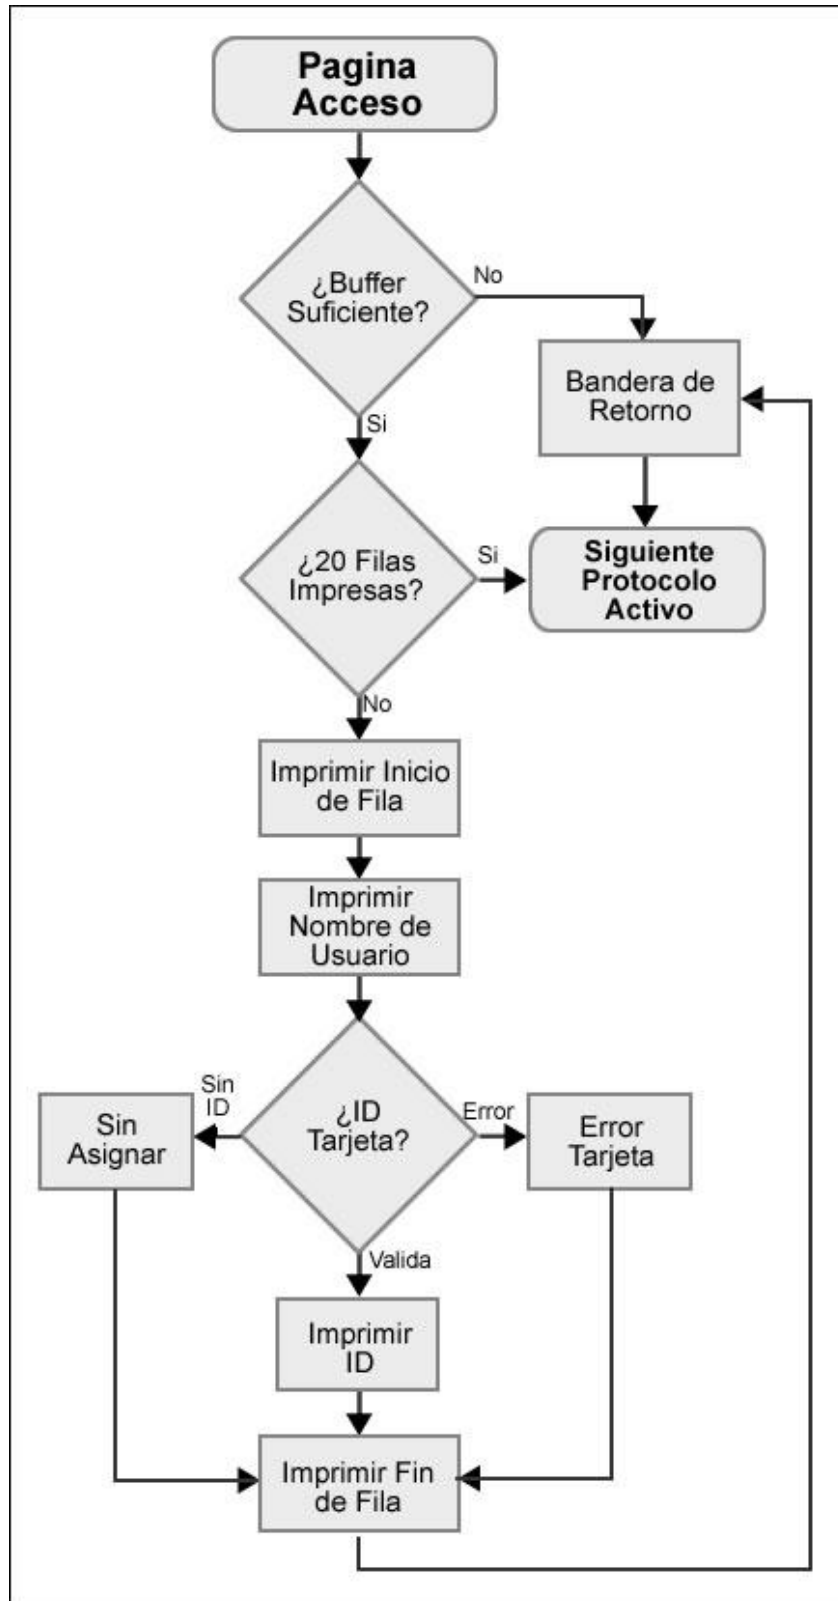 Pagina
Acceso
¿Buffer
Suficiente?
No
Bandera de
Retorno
Si
¿20 Filas
Impresas?
Si
Siguiente
Protocolo
Activo
No
Imprimir Inicio
de Fila
Imprimir
Nombre de
Usuario
Sin
ID
Sin
Asignar
¿ID
Tarjeta?
Error
Error
Tarjeta
Valida
Imprimir
ID
Imprimir Fin
de Fila